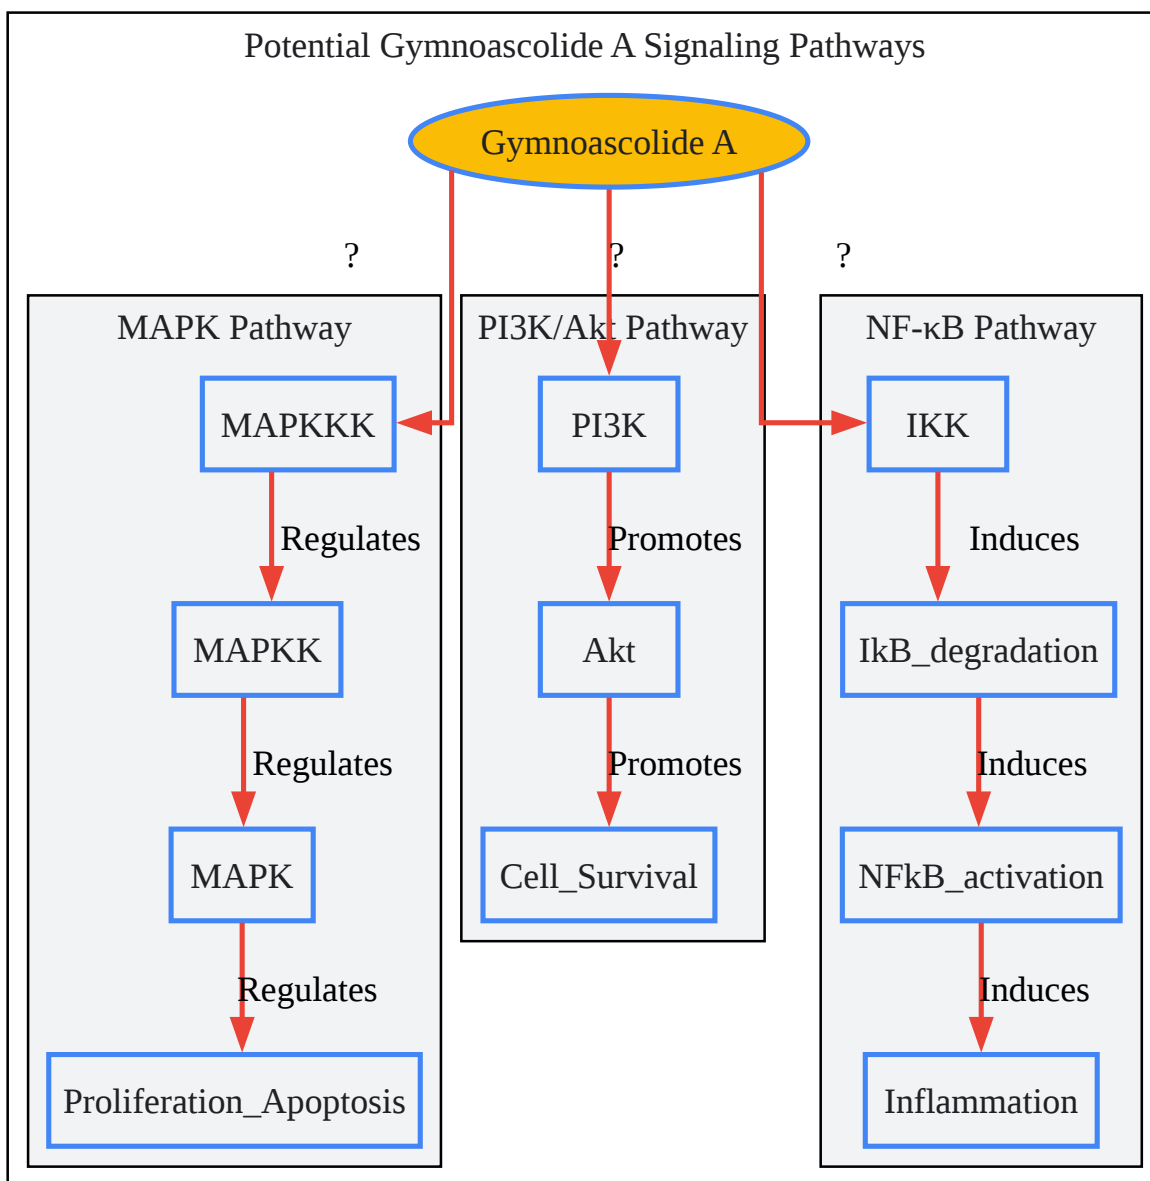 Potential Gymnoascolide A Signaling Pathways
Gymnoascolide A
?
?
?
MAPK Pathway
MAPKKK
Regulates
MAPKK
Regulates
MAPK
Regulates
Proliferation_Apoptosis
PI3K/Akt Pathway
PI3K
Promotes
Akt
Promotes
Cell_Survival
NF-κB Pathway
IKK
Induces
IkB_degradation
Induces
NFkB_activation
Induces
Inflammation